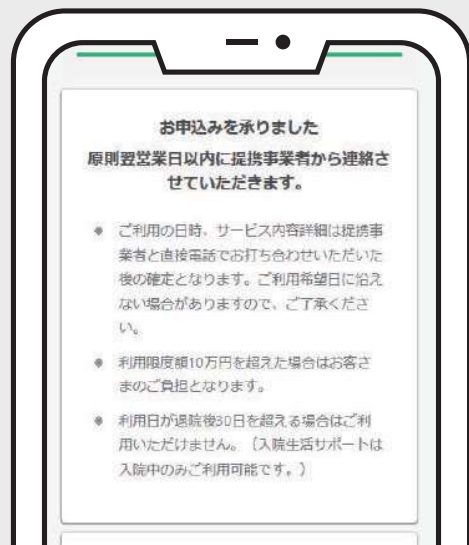 お申込みを承りました
原則翌営業日以内に提携事業者から連絡さ
せていただきます。
ご利用の日時、サービス内容詳細は提携事
業者と直接電話でお打ち合わせいただいた
後の確定となります。ご利用希望日に沿え
ない場合がありますので、ご了承くださ
い。
利用限度額10万円を超えた場合はお客さ
まのご負担となります。
利用日が退院後30日を超える場合はご利
用いただけません。（入院生活サポートは
入院中のみご利用可能です。）